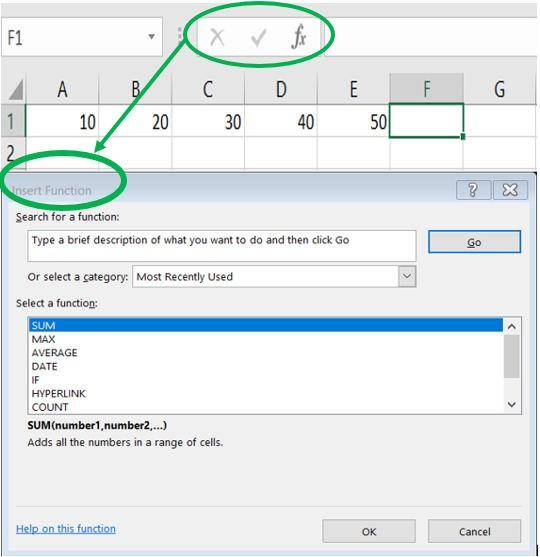 F1 fx
A B C D E F G
1 10 20 30 40 50
2
Insert Function ?
Search for a function:
Type a brief description of what you want to do and then click Go Go
Or select a category: Most Recently Used
Select a function:
SUM
MAX
AVERAGE
DATE
IF
HYPERLINK
COUNT
SUM(number1,number2,...)
Adds all the numbers in a range of cells.
Help on this function OK Cancel